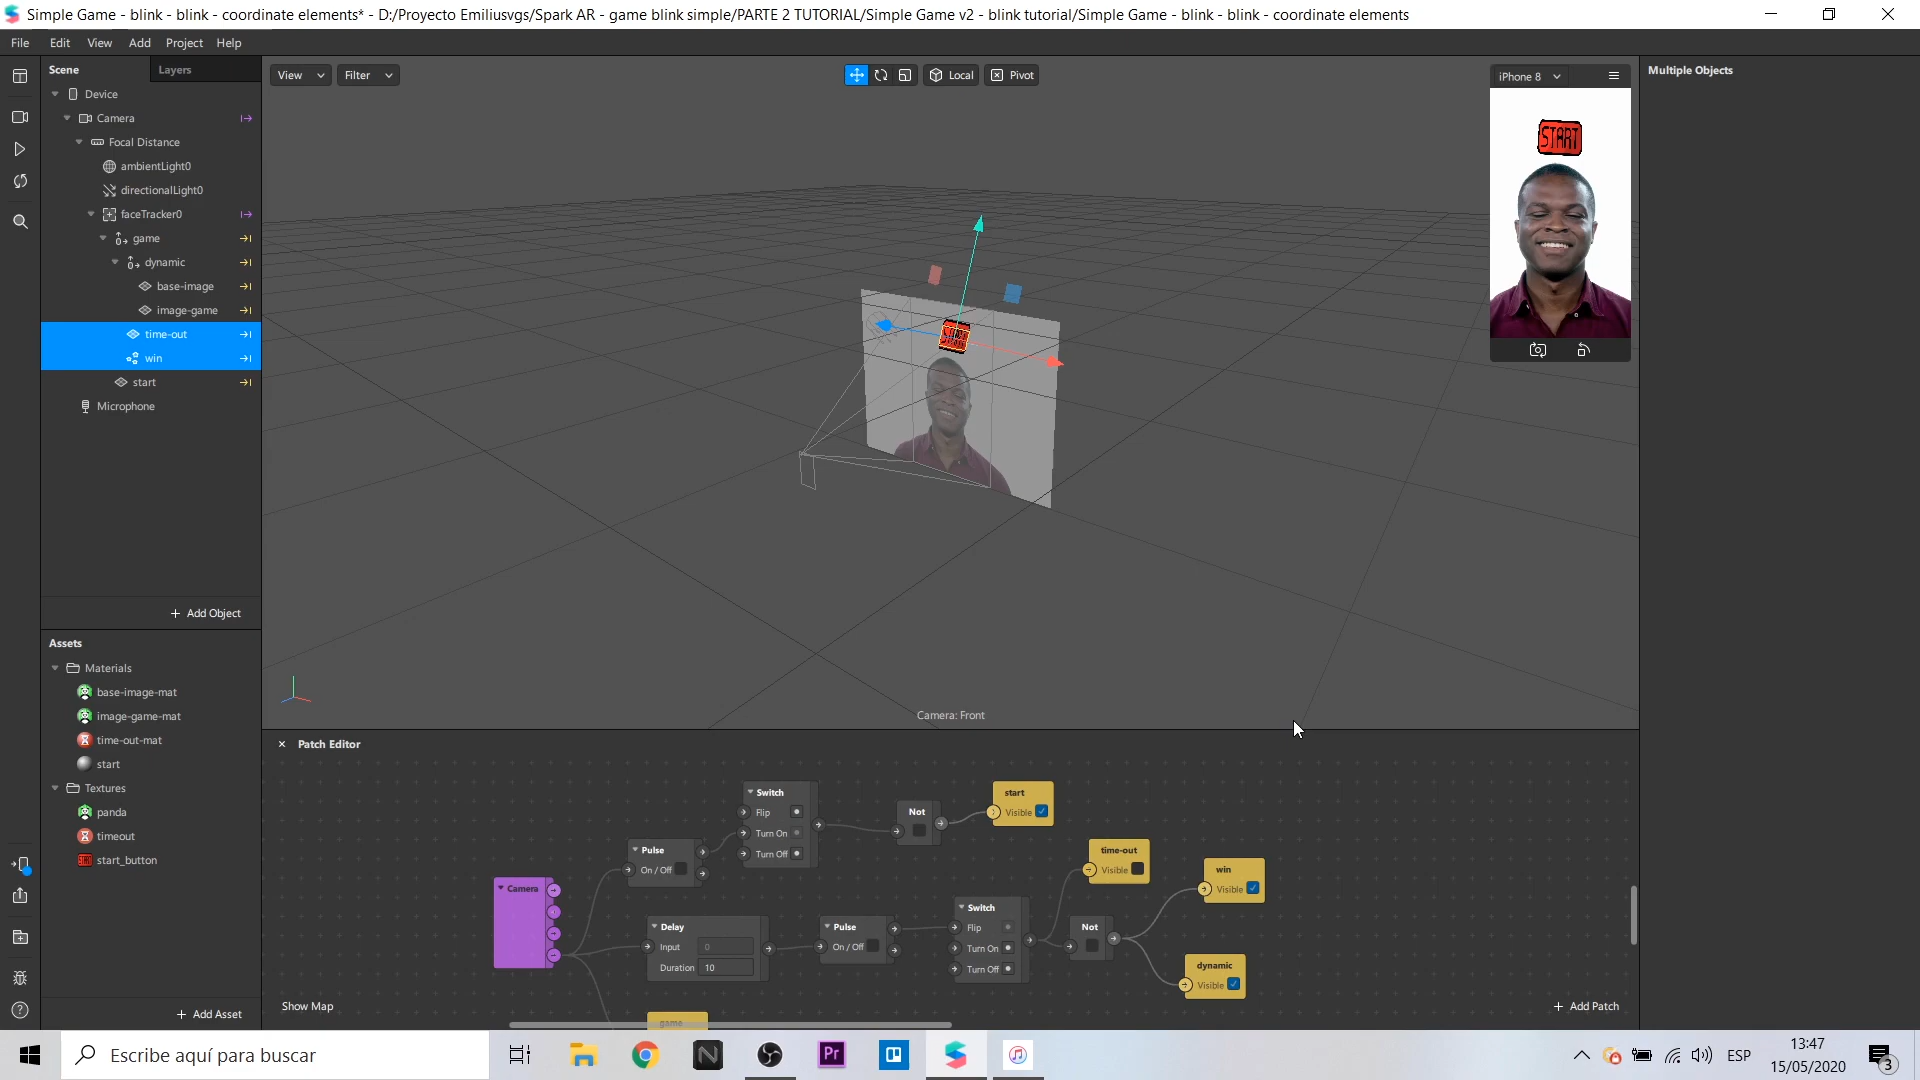 Simple Game - blink - blink - coordinate elements* - D:/Proyecto Emiliusvgs/Spark AR - game blink simple/PARTE 2 TUTORIAL/Simple Game v2 - blink tutorial/Simple Game - blink - blink - coordinate elements
File Edit View Add Project Help
Scene Layers
Device
Camera
Focal Distance
ambientLight0
directionalLight0
faceTracker0
game
dynamic
base-image
image-game
time-out
win
start
Microphone
+ Add Object
Assets
Materials
base-image-mat
image-game-mat
time-out-mat
start
Textures
panda
timeout
start_button
+ Add Asset
View Filter
Local Pivot
Camera: Front
iPhone 8
START
Multiple Objects
Patch Editor
Camera
Pulse
On / Off
Switch
Flip
Turn On
Turn Off
Not
start
Visible
Delay
Input 0
Duration 10
Pulse
On / Off
Switch
Flip
Turn On
Turn Off
Not
time-out
Visible
win
Visible
dynamic
Visible
game
Show Map
+ Add Patch
Escribe aquí para buscar
Pr
ESP
13:47
15/05/2020
3